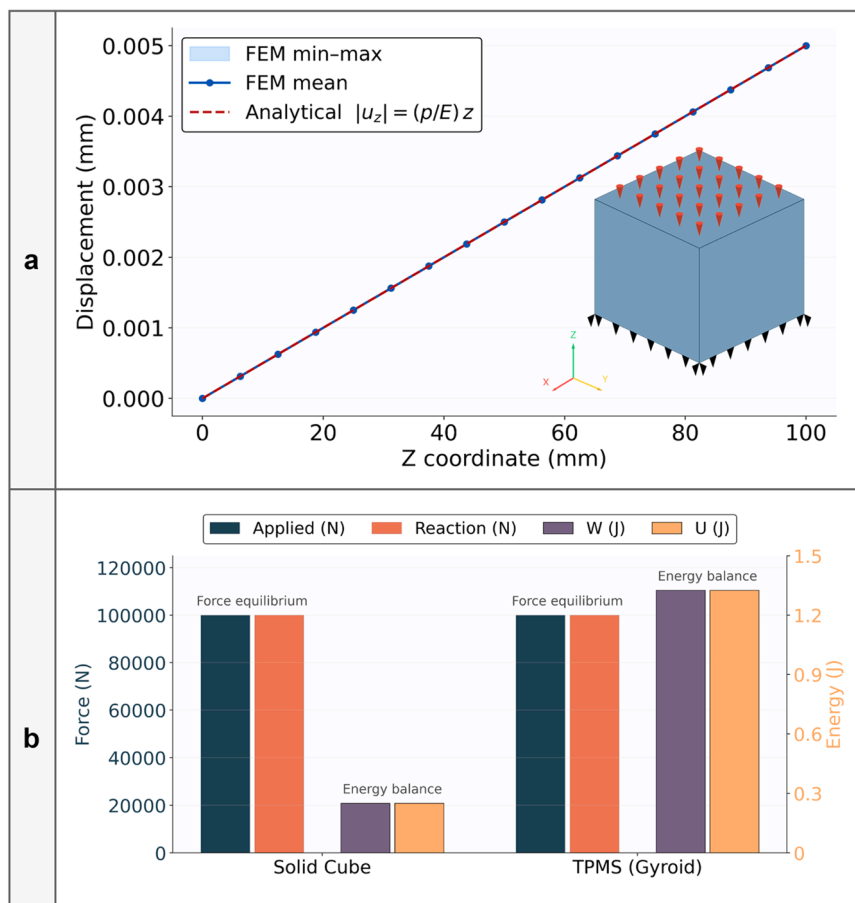 a
0.005
0.004
0.003
0.002
0.001
0.000
Displacement (mm)
FEM min–max
FEM mean
Analytical |u_z| = (p/E) z
Z
X
Y
0 20 40 60 80 100
Z coordinate (mm)
b
Applied (N) Reaction (N) W (J) U (J)
120000
100000
80000
60000
40000
20000
0
Force (N)
Force equilibrium
Energy balance
Force equilibrium
Energy balance
1.5
1.2
0.9
0.6
0.3
0
Energy (J)
Solid Cube TPMS (Gyroid)